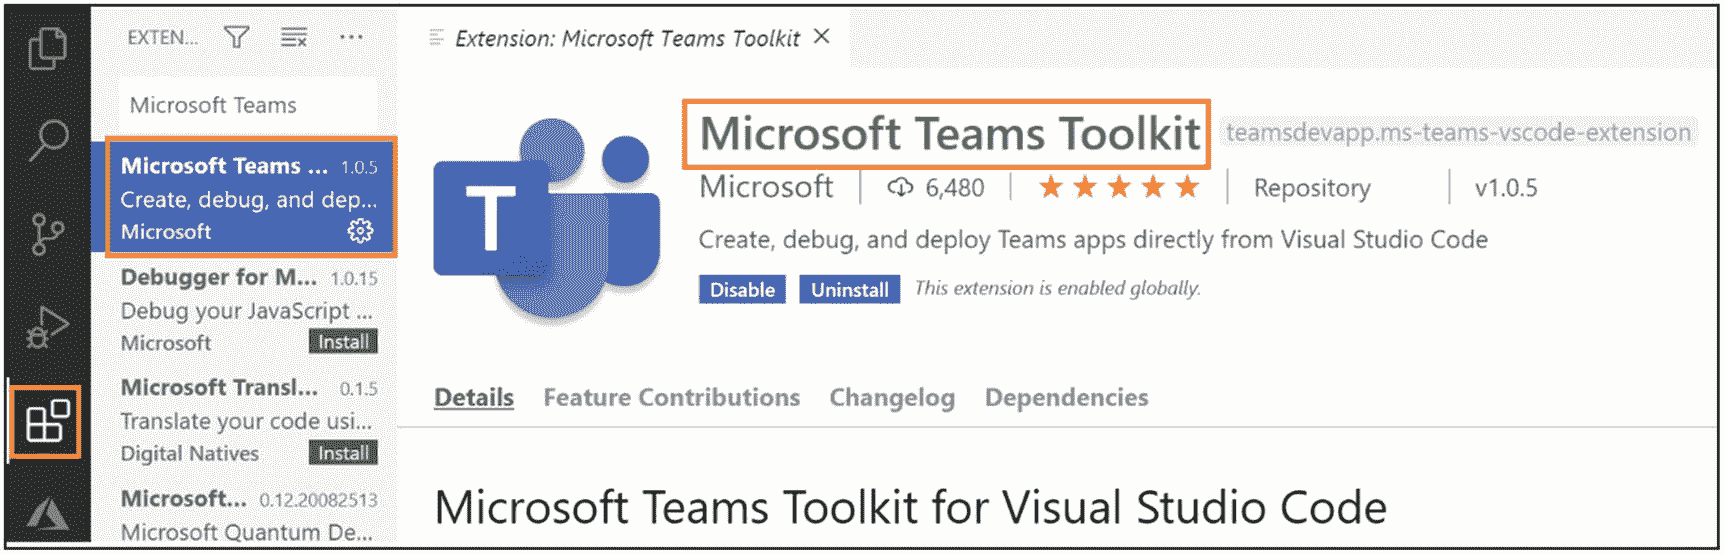 EXTEN...
Microsoft Teams
Microsoft Teams ... 1.0.5
Create, debug, and dep...
Microsoft
Debugger for M... 1.0.15
Debug your JavaScript ...
Microsoft Install
Microsoft Transl... 0.1.5
Translate your code usi...
Digital Natives Install
Microsoft... 0.12.20082513
Microsoft Quantum De...
Extension: Microsoft Teams Toolkit
T
Microsoft Teams Toolkit teamsdevapp.ms-teams-vscode-extension
Microsoft 6,480 Repository v1.0.5
Create, debug, and deploy Teams apps directly from Visual Studio Code
Disable Uninstall This extension is enabled globally.
Details Feature Contributions Changelog Dependencies
Microsoft Teams Toolkit for Visual Studio Code